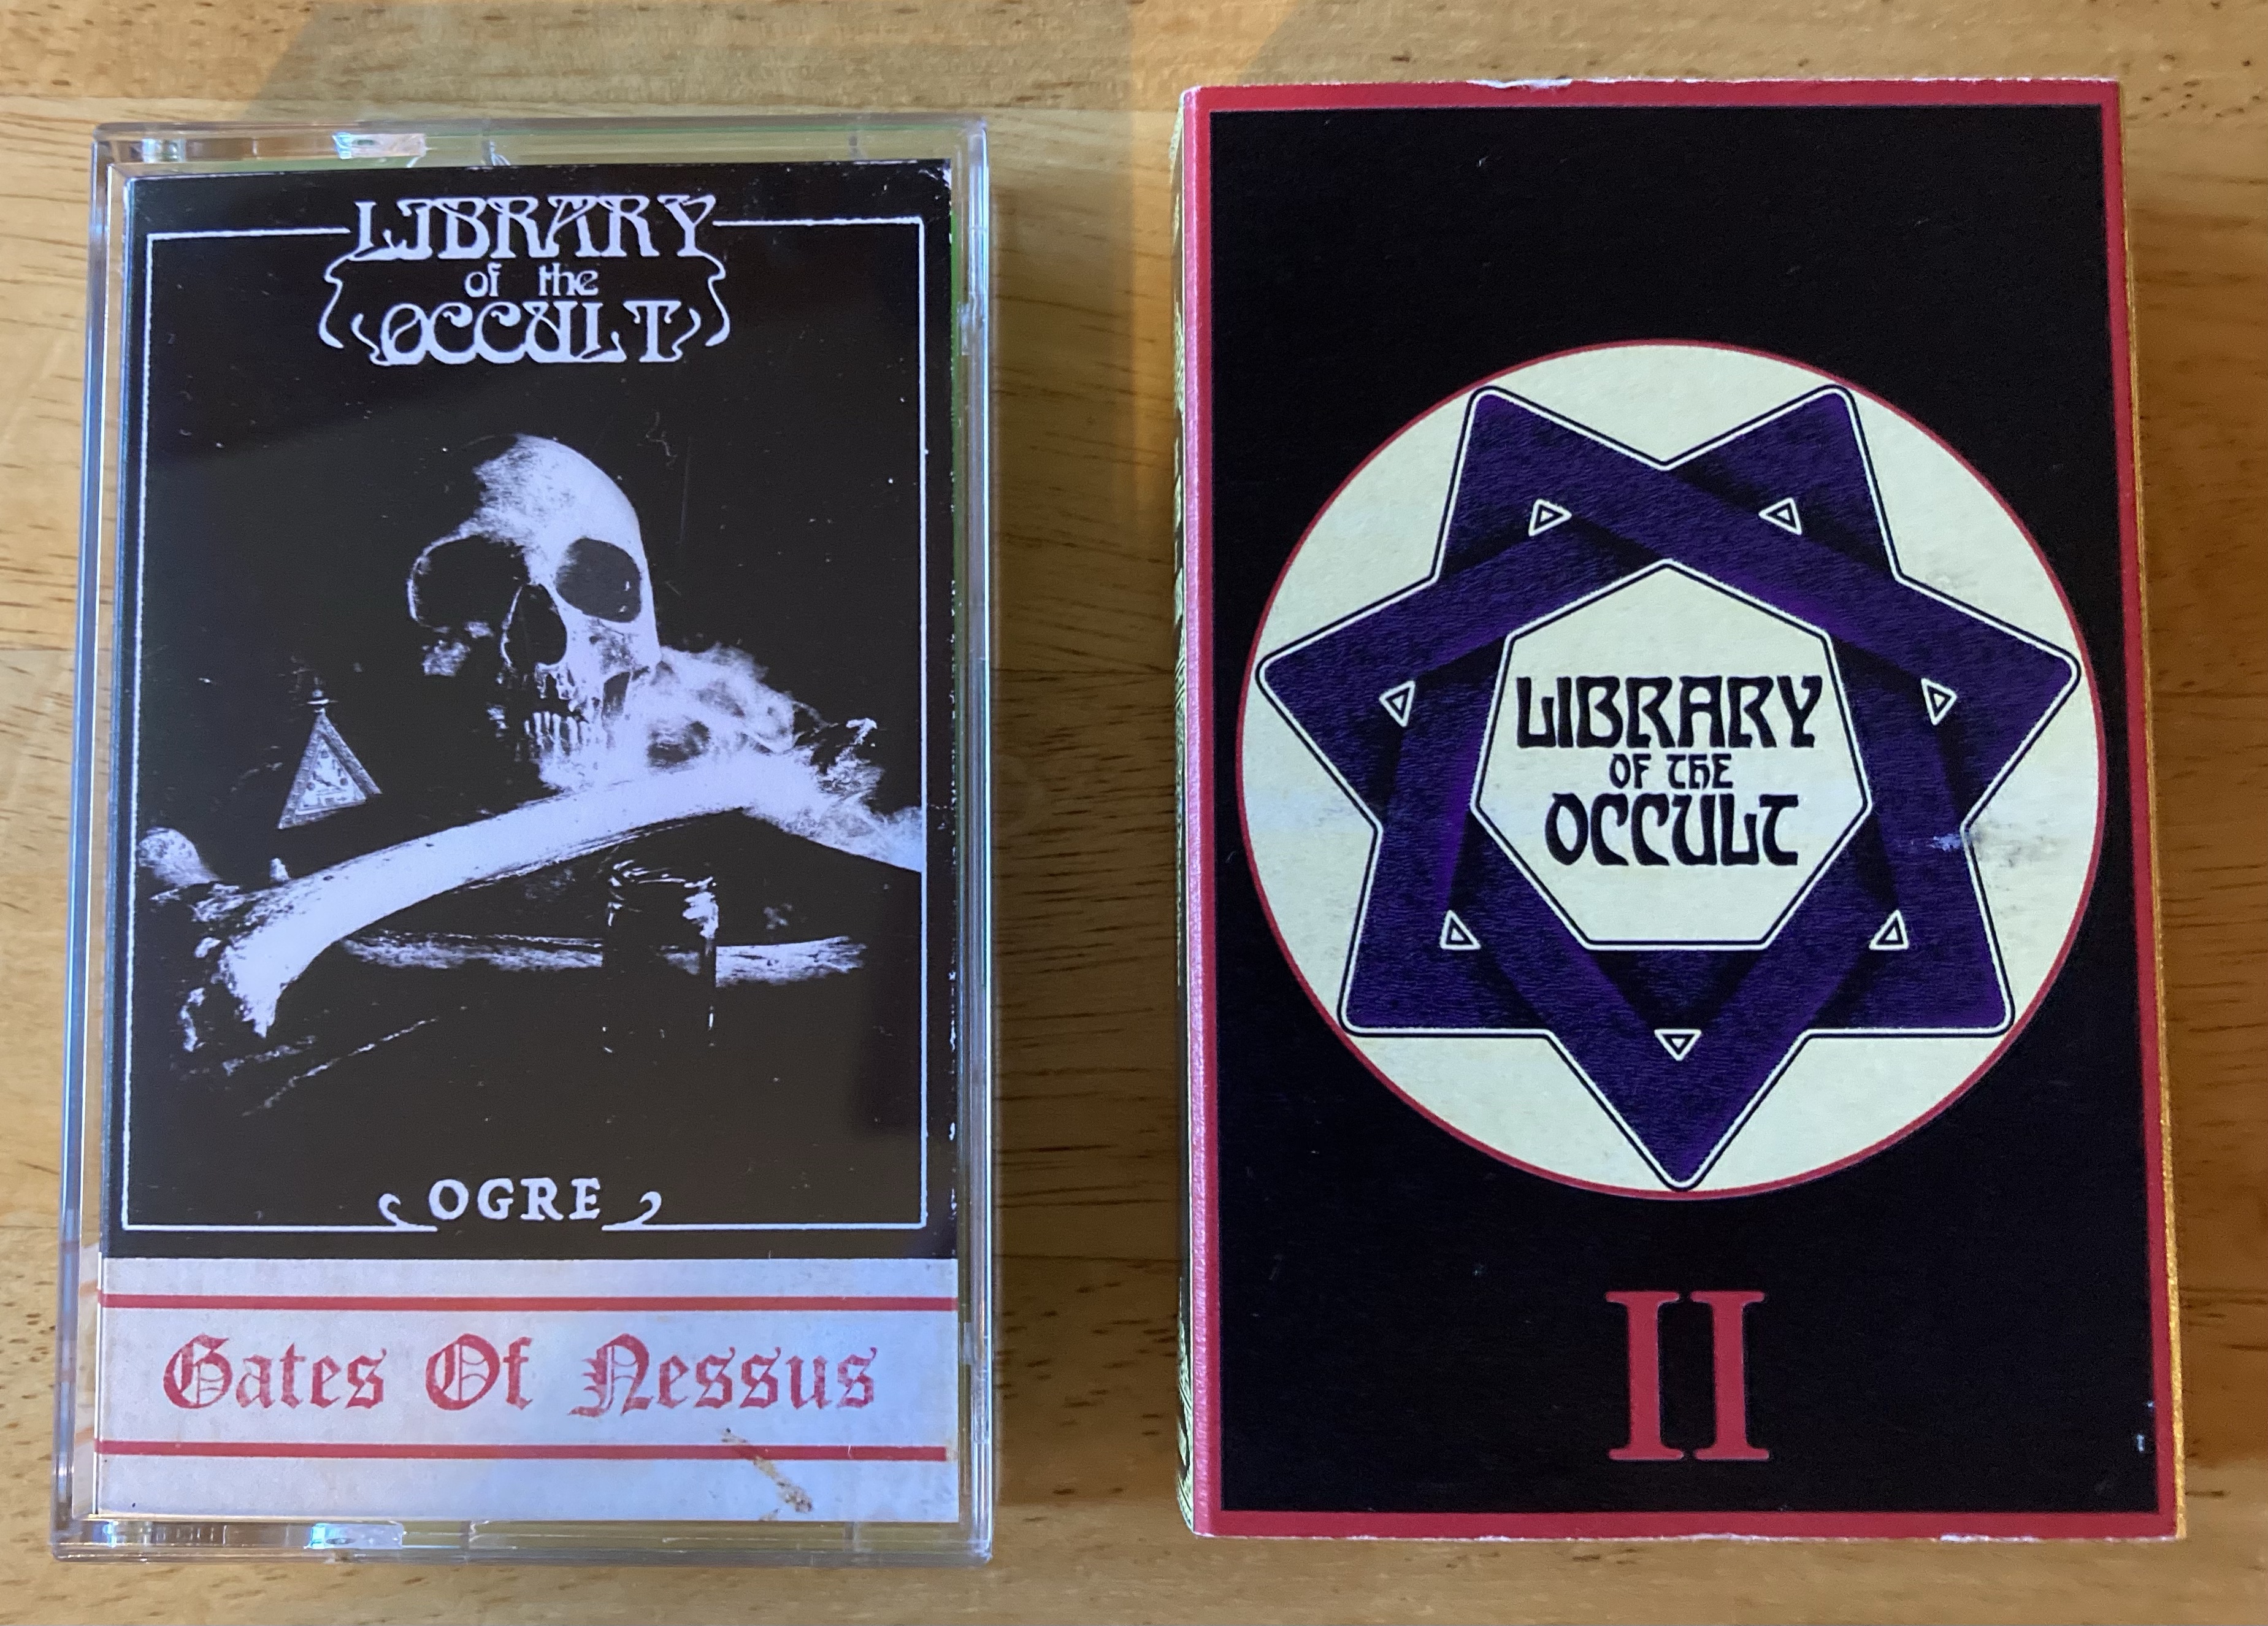 LIBRARY
of the
OCCULT
OGRE
Gates Of Nessus
LIBRARY
OF THE
OCCULT
II